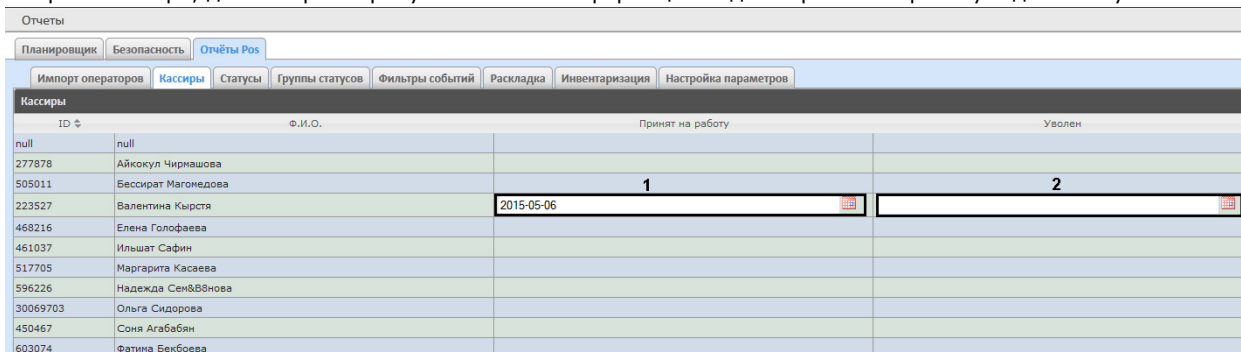 Отчеты
Планировщик Безопасность Отчёты Pos
Импорт операторов Кассиры Статусы Группы статусов Фильтры событий Раскладка Инвентаризация Настройка параметров
Кассиры
ID Ф.И.О. Принят на работу Уволен
null null
277878 Айкокул Чирмашова
505011 Бессират Магомедова 1 2
223527 Валентина Кырстя 2015-05-06
468216 Елена Голофаева
461037 Ильшат Сафин
517705 Маргарита Касаева
596226 Надежда Сем&B8нова
30069703 Ольга Сидорова
450467 Соня Агабабян
603074 Фатима Бекбоева